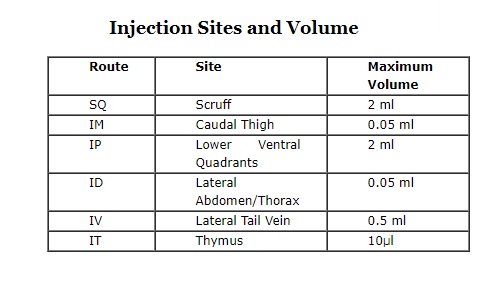 Injection Sites and Volume
Route Site Maximum
Volume
SQ Scruff 2 ml
IM Caudal Thigh 0.05 ml
IP Lower Ventral 2 ml
Quadrants
ID Lateral 0.05 ml
Abdomen/Thorax
IV Lateral Tail Vein 0.5 ml
IT Thymus 10µl